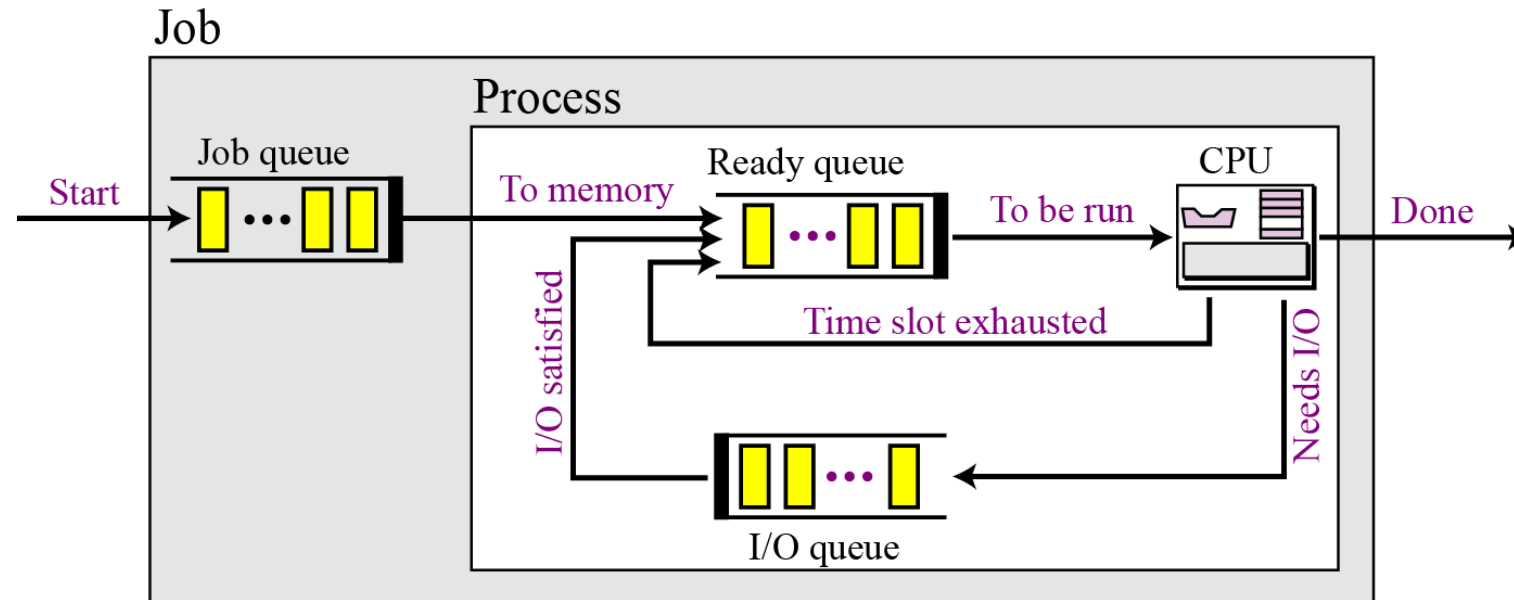 Job
Process
Job queue
Ready queue
CPU
Start
To memory
To be run
Done
Time slot exhausted
I/O satisfied
Needs I/O
I/O queue